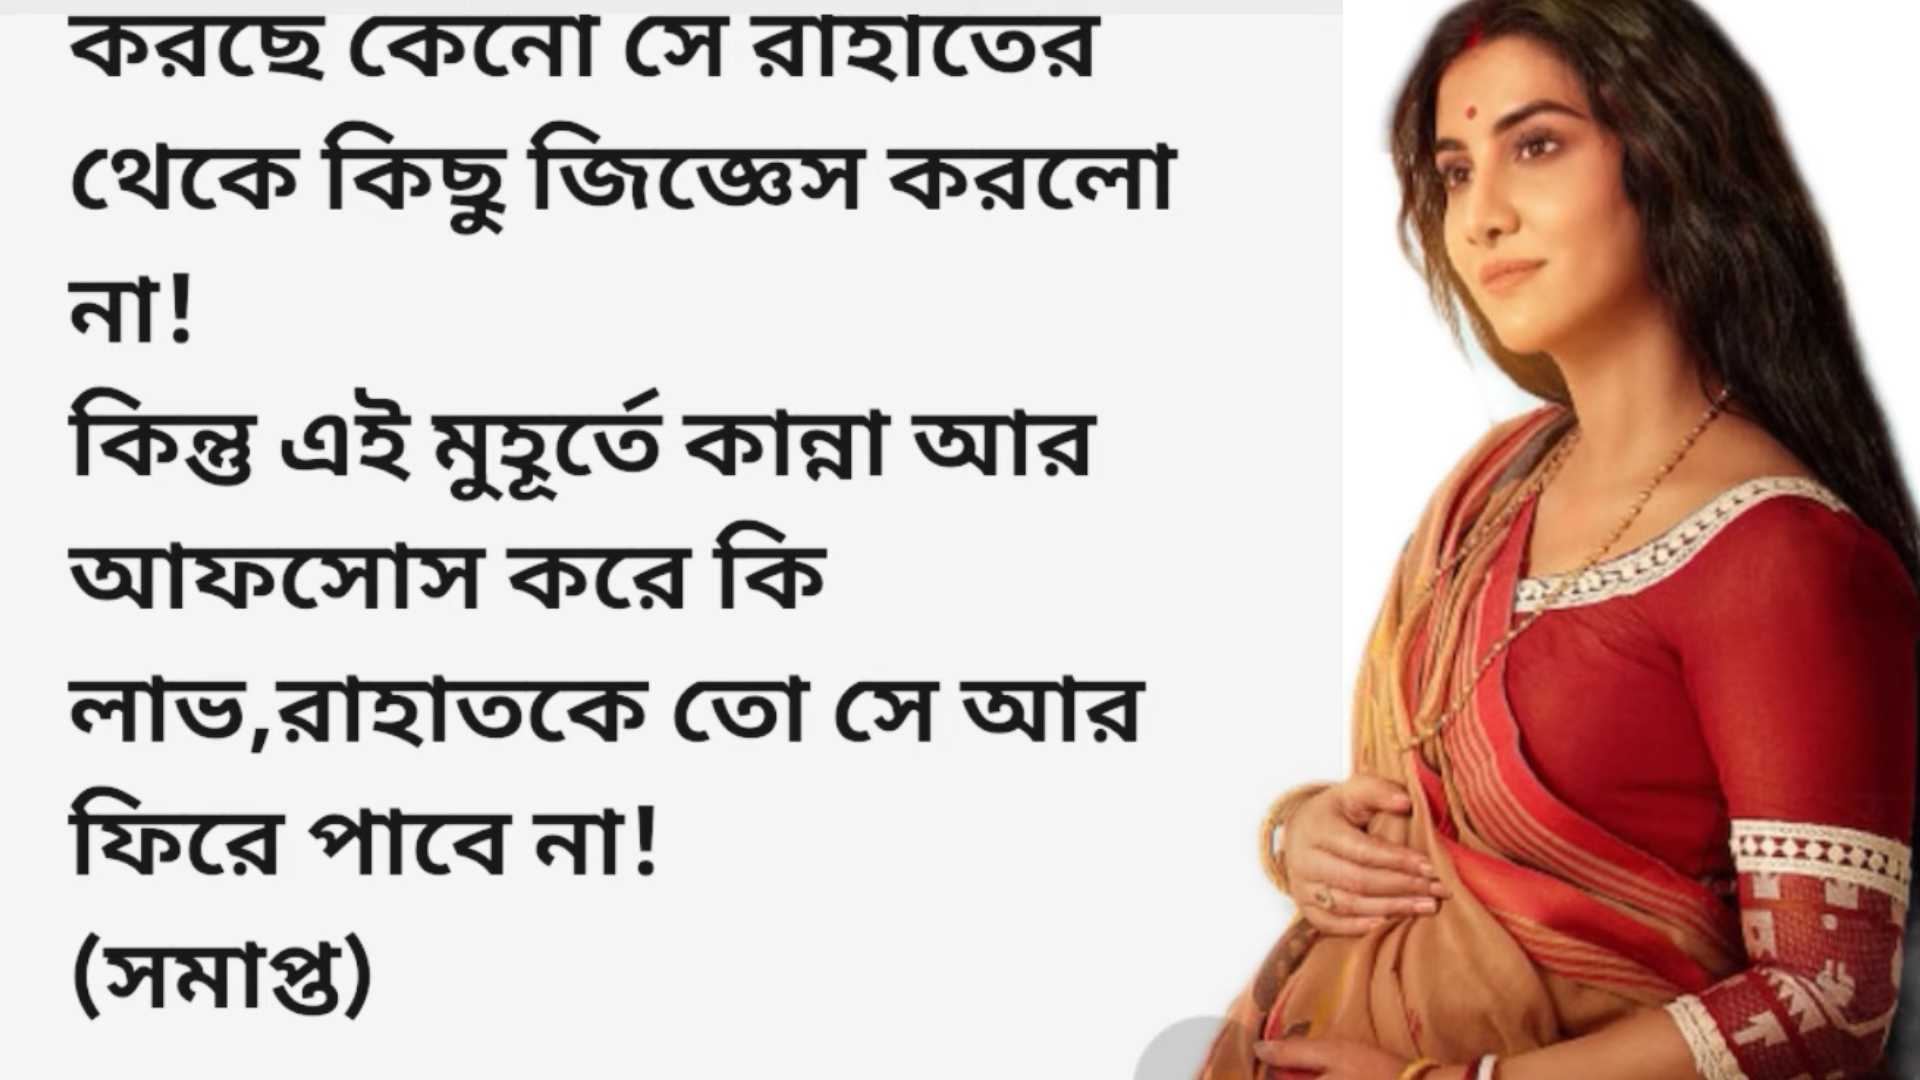 করছে কেনো সে রাহাতের
থেকে কিছু জিজ্ঞেস করলো
না!
কিন্তু এই মুহূর্তে কান্না আর
আফসোস করে কি
লাভ,রাহাতকে তো সে আর
ফিরে পাবে না!
(সমাপ্ত)